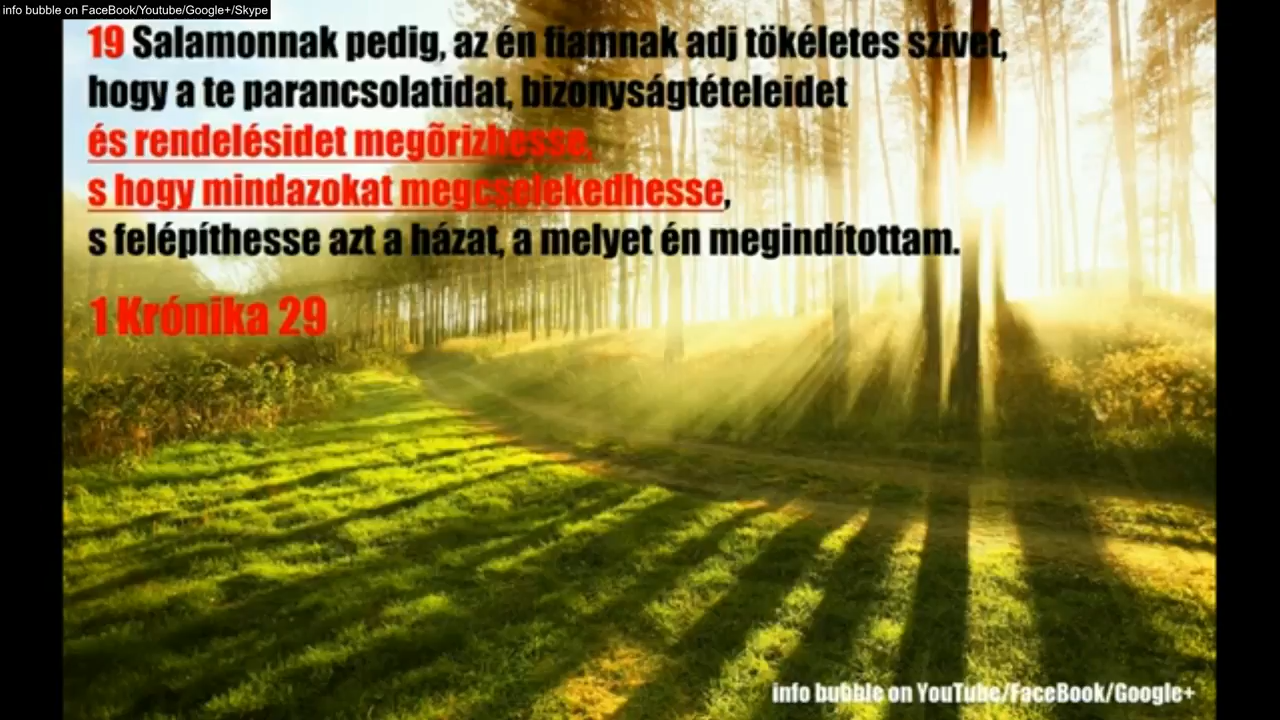 info bubble on FaceBook/Youtube/Google+/Skype
19 Salamonnak pedig, az én fiamnak adj tökéletes szívet,
hogy a te parancsolatidat, bizonyságtételeidet
és rendelésidet megõrizhesse,
s hogy mindazokat megcselekedhesse,
s felépíthesse azt a házat, a melyet én megindítottam.
1 Krónika 29
info bubble on YouTube/FaceBook/Google+